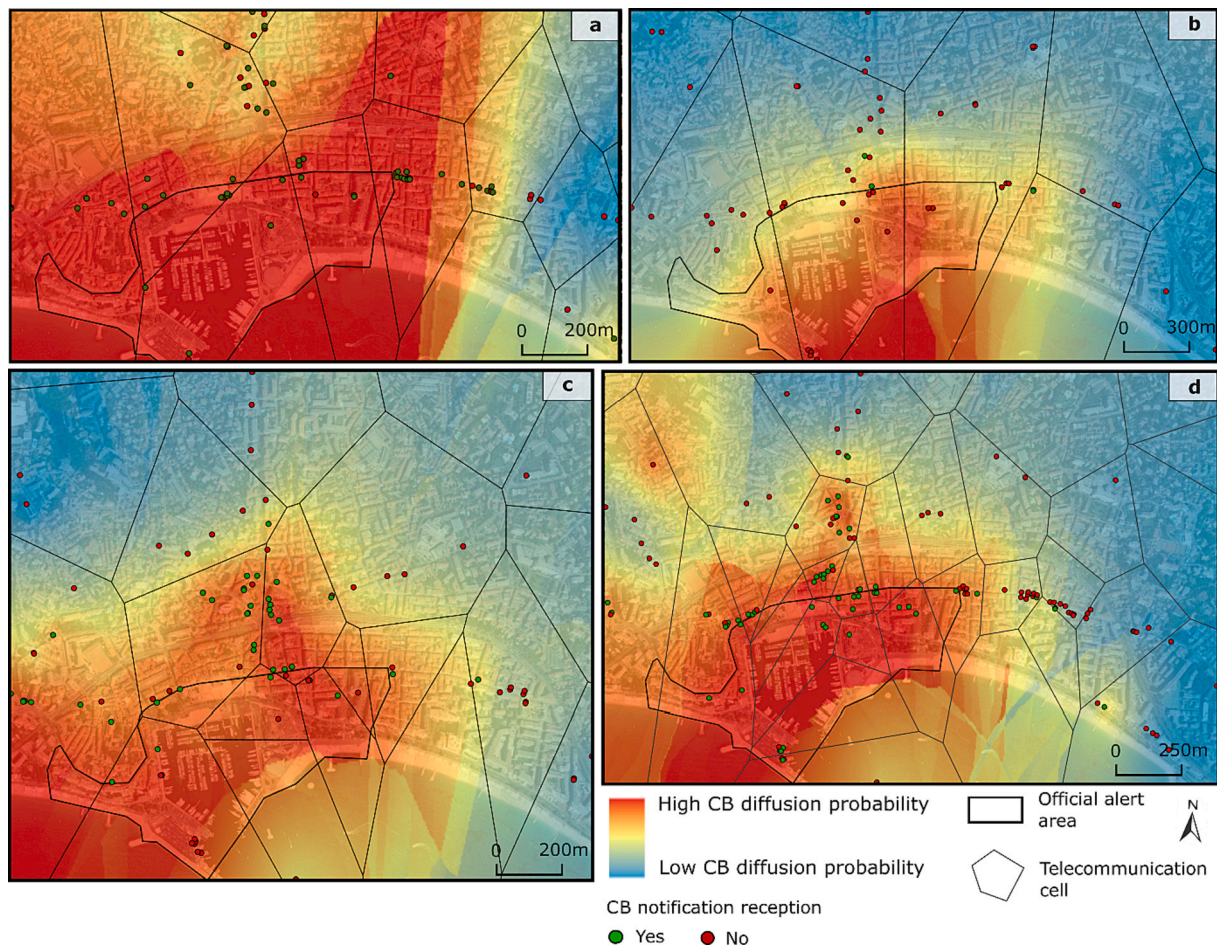 a
b
0
200m
0
300m
c
d
0
200m
0
250m
High CB diffusion probability
Low CB diffusion probability
Official alert
area
N
Telecommunication
cell
CB notification reception
Yes
No